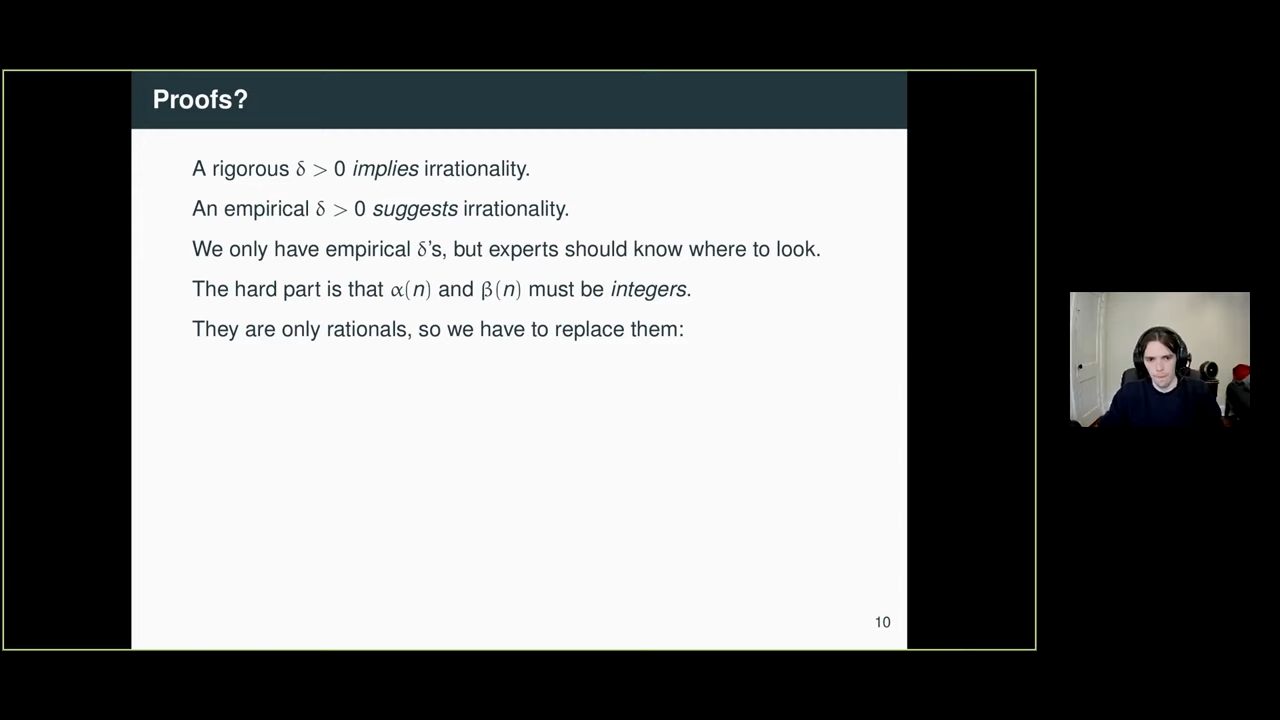 Proofs?
A rigorous δ > 0 implies irrationality.
An empirical δ > 0 suggests irrationality.
We only have empirical δ's, but experts should know where to look.
The hard part is that α(n) and β(n) must be integers.
They are only rationals, so we have to replace them:
10